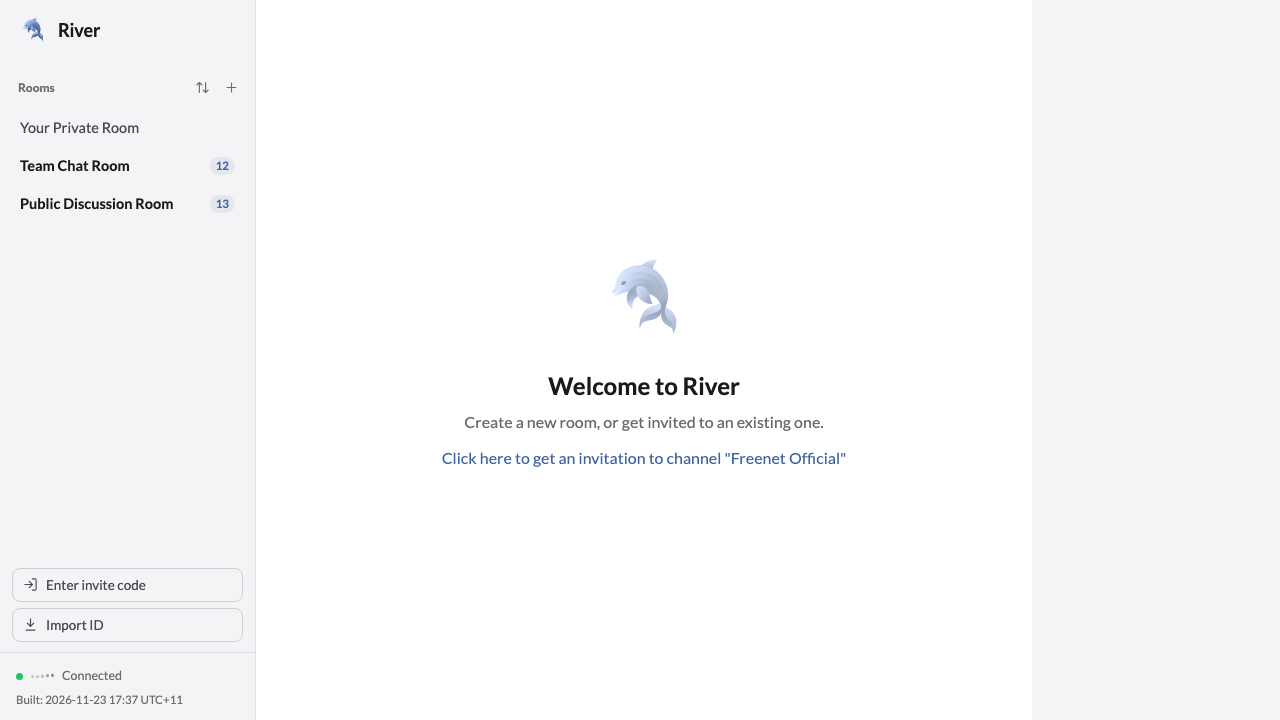 River
Rooms
Your Private Room
Team Chat Room 12
Public Discussion Room 13
Welcome to River
Create a new room, or get invited to an existing one.
Click here to get an invitation to channel "Freenet Official"
Enter invite code
Import ID
Connected
Built: 2026-11-23 17:37 UTC+11